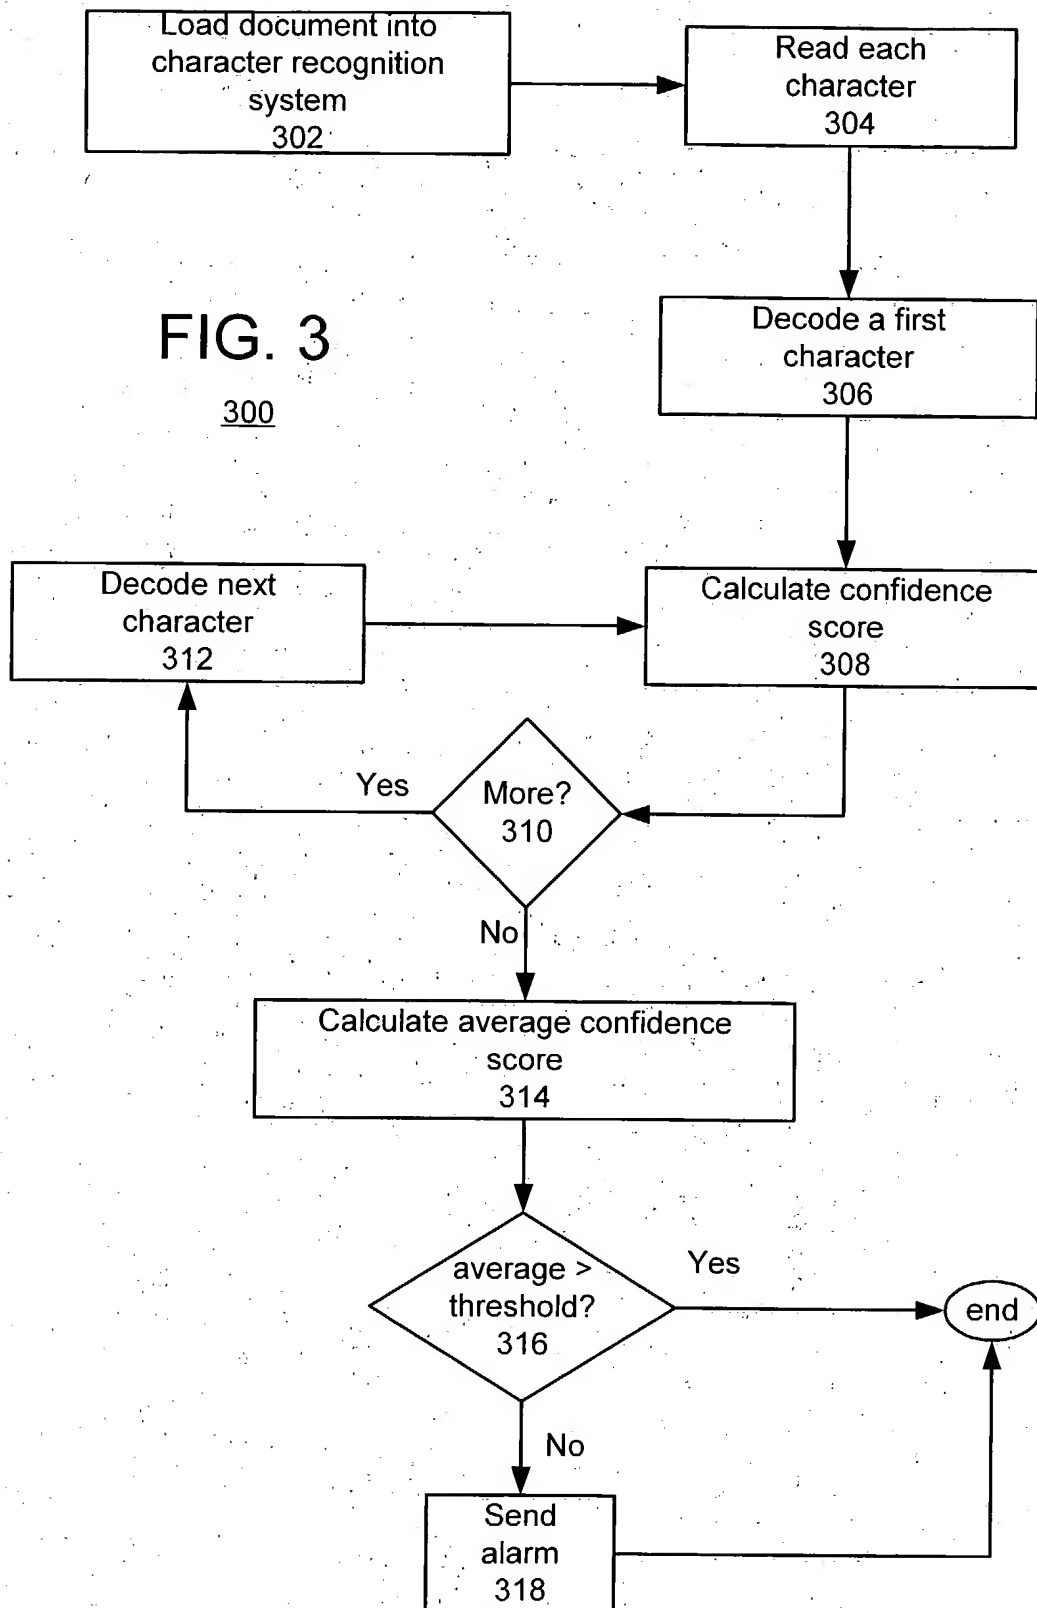 Load document into
character recognition
system
302
Read each
character
304
FIG. 3
300
Decode a first
character
306
Decode next
character
312
Calculate confidence
score
308
Yes
More?
310
No
Calculate average confidence
score
314
average >
threshold?
316
Yes
end
No
Send
alarm
318